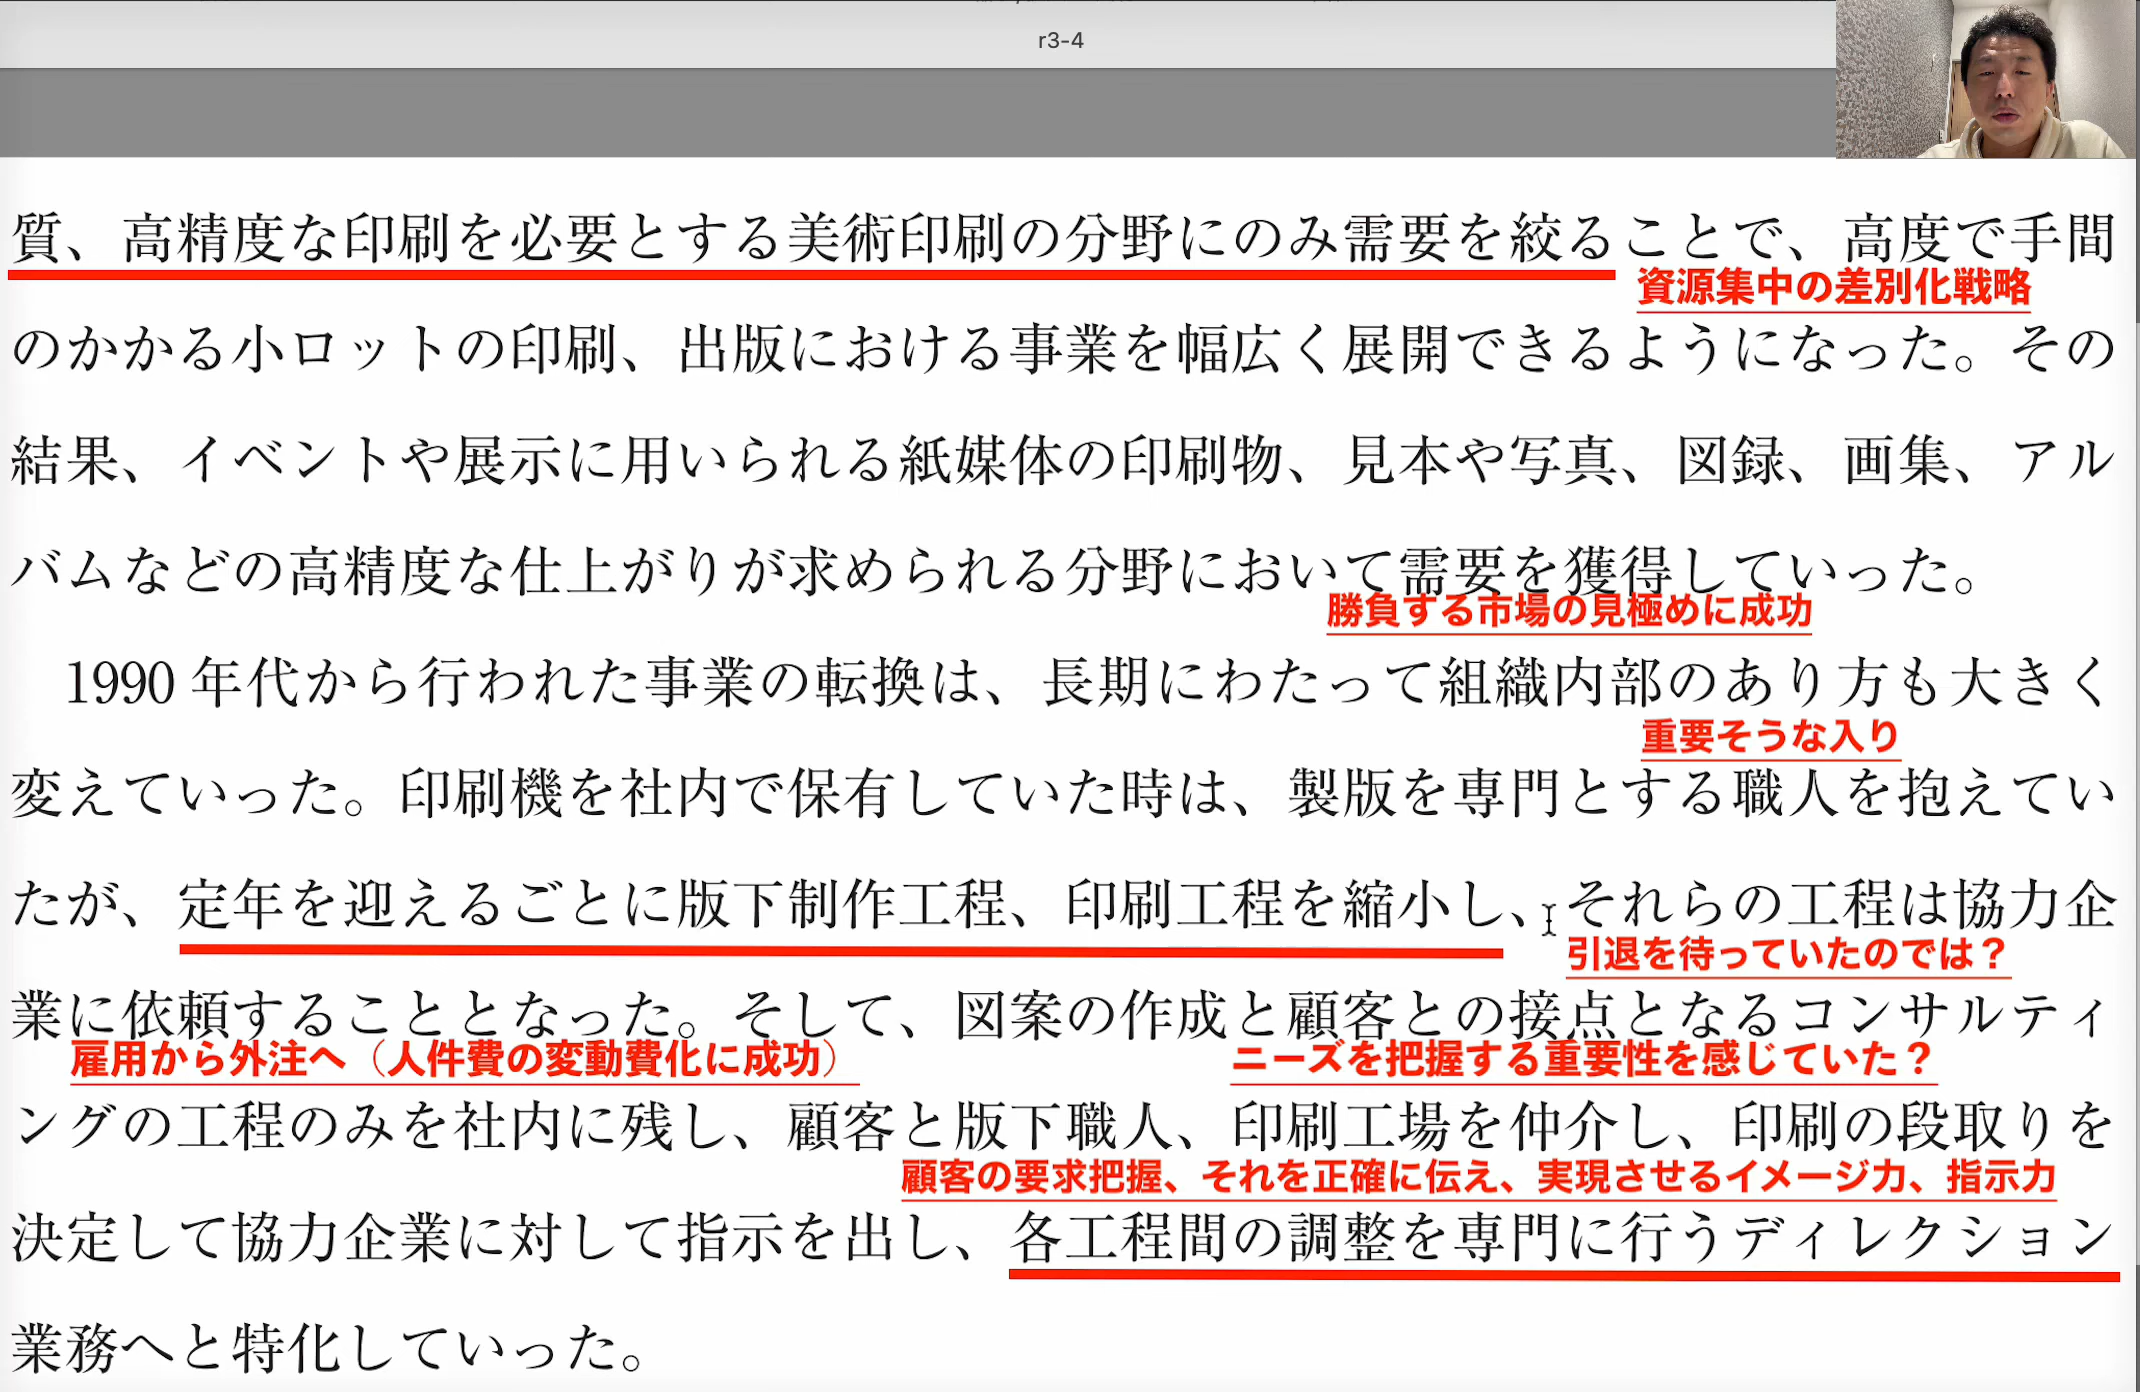 r3-4
質、高精度な印刷を必要とする美術印刷の分野にのみ需要を絞ることで、高度で手間
資源集中の差別化戦略
のかかる小ロットの印刷、出版における事業を幅広く展開できるようになった。その
結果、イベントや展示に用いられる紙媒体の印刷物、見本や写真、図録、画集、アル
バムなどの高精度な仕上がりが求められる分野において需要を獲得していった。
勝負する市場の見極めに成功
1990 年代から行われた事業の転換は、長期にわたって組織内部のあり方も大きく
重要そうな入り
変えていった。印刷機を社内で保有していた時は、製版を専門とする職人を抱えてい
たが、定年を迎えるごとに版下制作工程、印刷工程を縮小し、それらの工程は協力企
引退を待っていたのでは？
業に依頼することとなった。そして、図案の作成と顧客との接点となるコンサルティ
雇用から外注へ（人件費の変動費化に成功）
ニーズを把握する重要性を感じていた？
ングの工程のみを社内に残し、顧客と版下職人、印刷工場を仲介し、印刷の段取りを
顧客の要求把握、それを正確に伝え、実現させるイメージ力、指示力
決定して協力企業に対して指示を出し、各工程間の調整を専門に行うディレクション
業務へと特化していった。